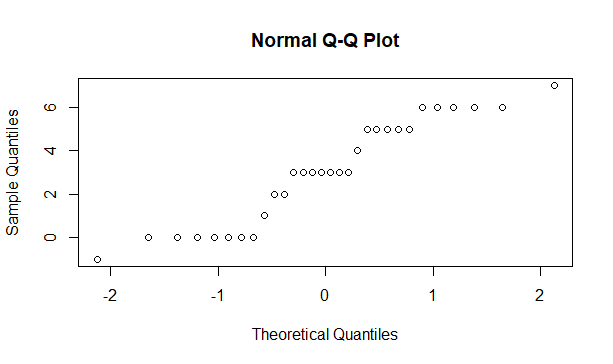 Normal Q-Q Plot
Sample Quantiles
6
4
2
0
-2 -1 0 1 2
Theoretical Quantiles